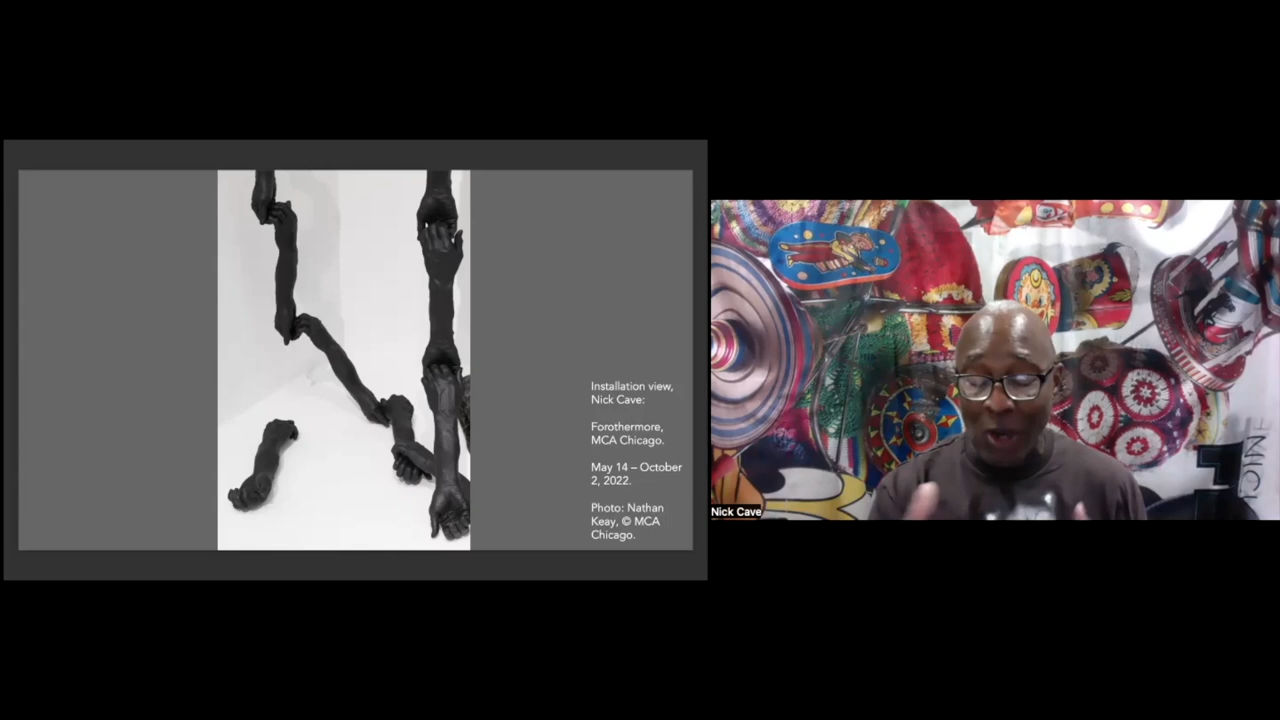 Installation view,
Nick Cave:
Forothermore,
MCA Chicago.
May 14 – October
2, 2022.
Photo: Nathan
Keay, © MCA
Chicago.
Nick Cave